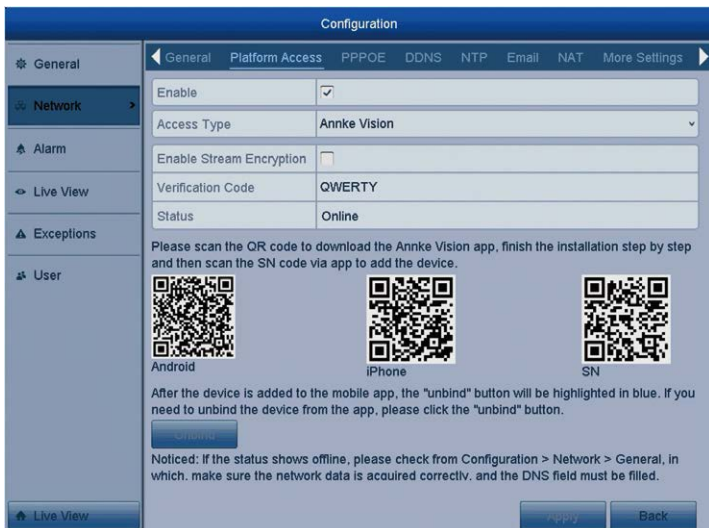 Configuration
General Platform Access PPPOE DDNS NTP Email NAT More Settings
General
Network >
Alarm
Live View
Exceptions
User
Enable
Access Type Annke Vision
Enable Stream Encryption
Verification Code QWERTY
Status Online
Please scan the QR code to download the Annke Vision app, finish the installation step by step
and then scan the SN code via app to add the device.
Android iPhone SN
After the device is added to the mobile app, the "unbind" button will be highlighted in blue. If you
need to unbind the device from the app, please click the "unbind" button.
Unbind
Noticed: If the status shows offline, please check from Configuration > Network > General, in
which, make sure the network data is acquired correctly, and the DNS field must be filled.
Live View Apply Back